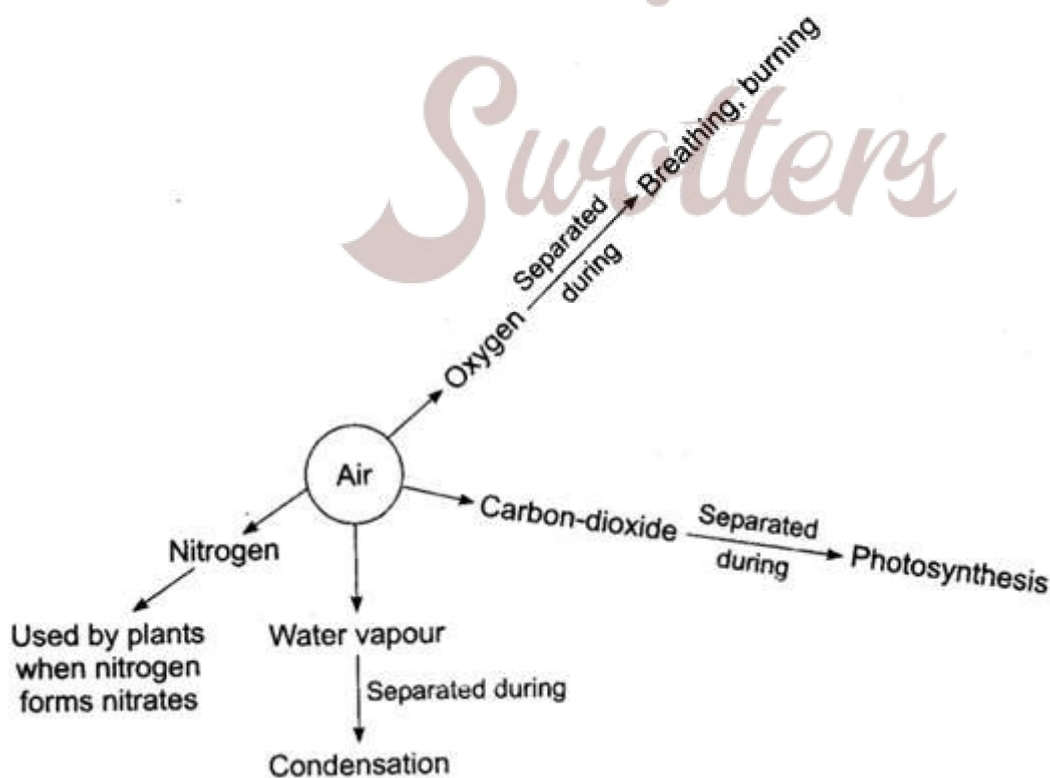 Swotters
Breathing, burning
Separated
during
Oxygen
Air
Carbon-dioxide
Separated
during
Photosynthesis
Nitrogen
Used by plants
when nitrogen
forms nitrates
Water vapour
Separated during
Condensation